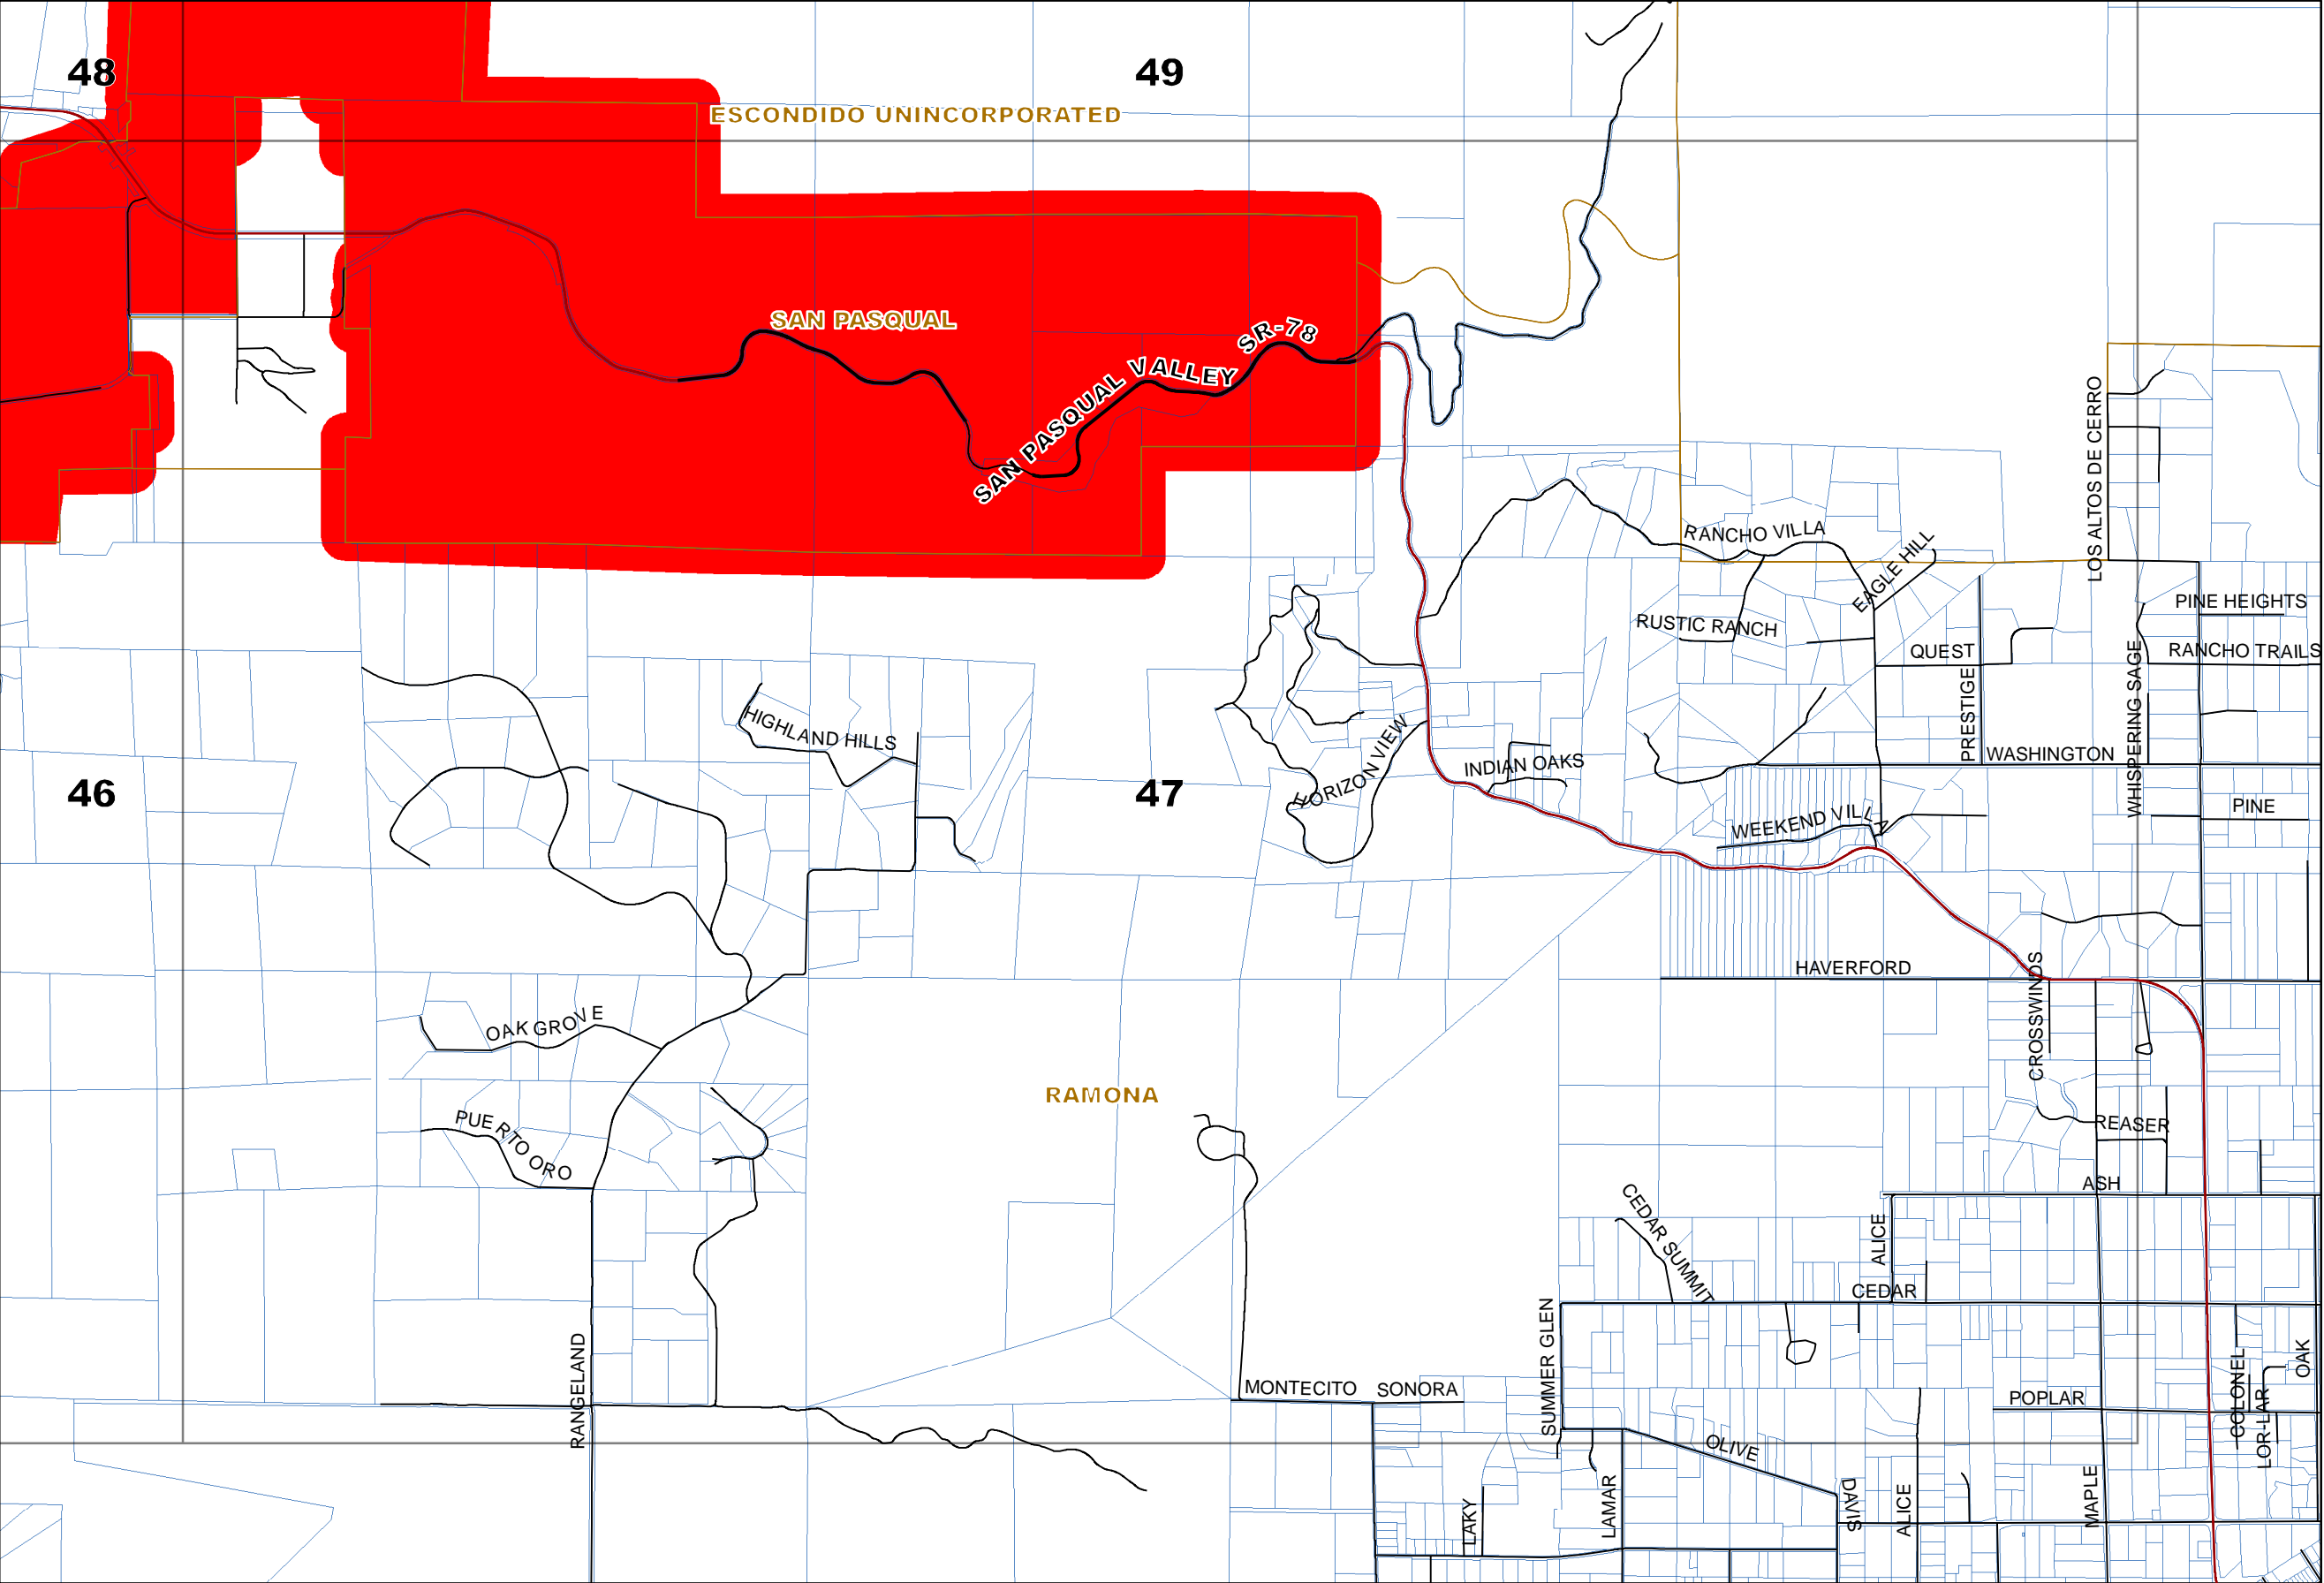 48
49
ESCONDIDO UNINCORPORATED
SAN PASQUAL
SR-78
SAN PASQUAL VALLEY
LOS ALTOS DE CERRO
RANCHO VILLA
EAGLE HILL
PINE HEIGHTS
RUSTIC RANCH
QUEST
RANCHO TRAILS
PRESTIGE
WHISPERING SAGE
HIGHLAND HILLS
HORIZON VIEW
INDIAN OAKS
WASHINGTON
46
47
WEEKEND VILLA
PINE
HAVERFORD
CROSSWINDS
OAK GROVE
RAMONA
PUERTO ORO
REASER
ASH
CEDAR SUMMIT
ALICE
CEDAR
RANGELAND
SUMMER GLEN
MONTECITO
SONORA
POPLAR
COLONEL
LOR-LAR
OAK
OLIVE
LAKY
LAMAR
DAVIS
ALICE
MAPLE